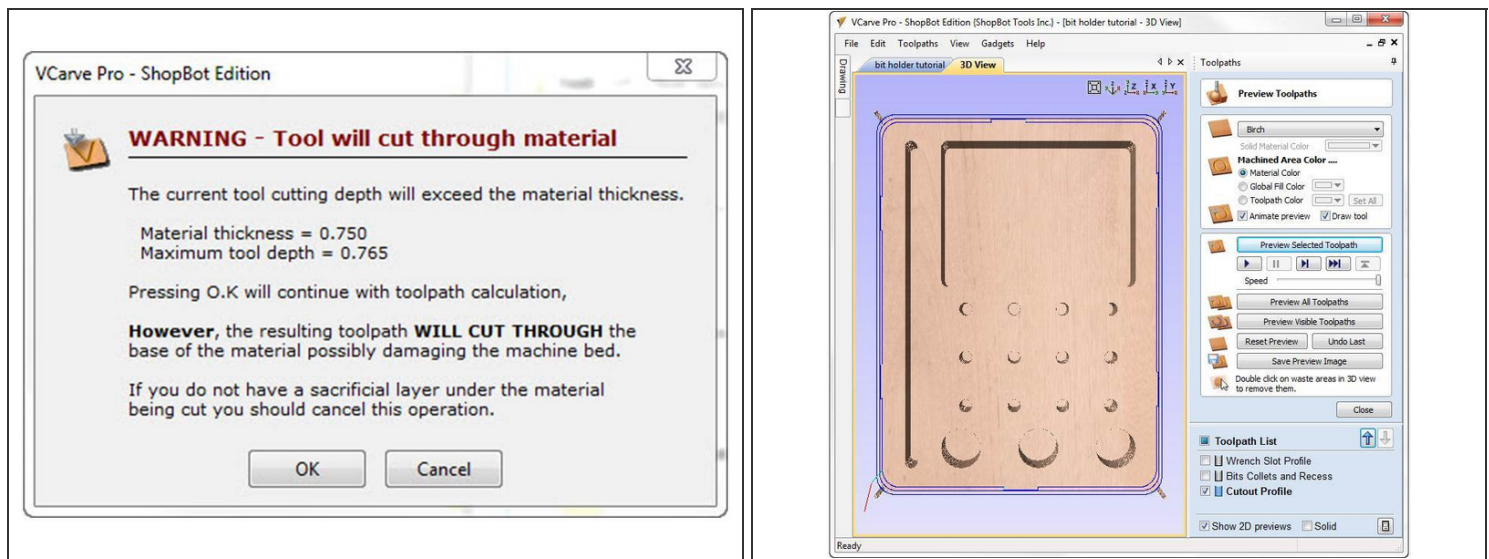 VCarve Pro - ShopBot Edition
WARNING - Tool will cut through material
The current tool cutting depth will exceed the material thickness.
Material thickness = 0.750
Maximum tool depth = 0.765
Pressing O.K will continue with toolpath calculation,
However, the resulting toolpath WILL CUT THROUGH the
base of the material possibly damaging the machine bed.
If you do not have a sacrificial layer under the material
being cut you should cancel this operation.
OK
Cancel
VCarve Pro - ShopBot Edition {ShopBot Tools Inc.} - [bit holder tutorial - 3D View]
File Edit Toolpaths View Gadgets Help
Drawing
bit holder tutorial
3D View
Toolpaths
Preview Toolpaths
Birch
Solid Material Color
Machined Area Color ....
Material Color
Global Fill Color
Toolpath Color
Set All
Animate preview
Draw tool
Preview Selected Toolpath
Speed
Preview All Toolpaths
Preview Visible Toolpaths
Reset Preview
Undo Last
Save Preview Image
Double click on waste areas in 3D view
to remove them.
Close
Toolpath List
Wrench Slot Profile
Bits Collets and Recess
Cutout Profile
Show 2D previews
Solid
Ready